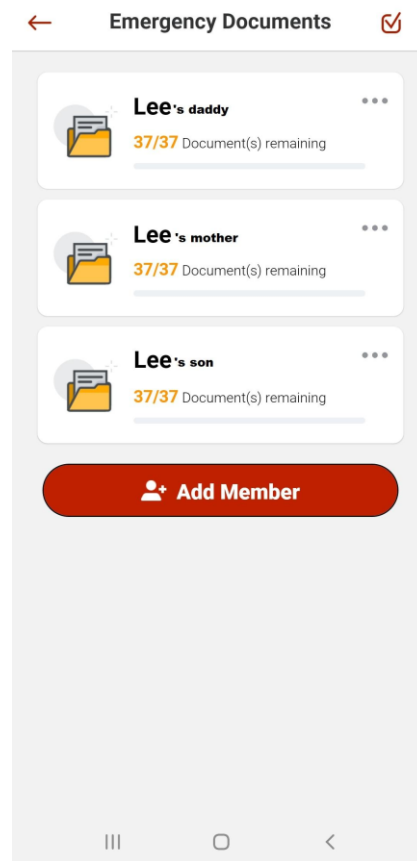 Emergency Documents
Lee's daddy
37/37 Document(s) remaining
Lee's mother
37/37 Document(s) remaining
Lee's son
37/37 Document(s) remaining
Add Member